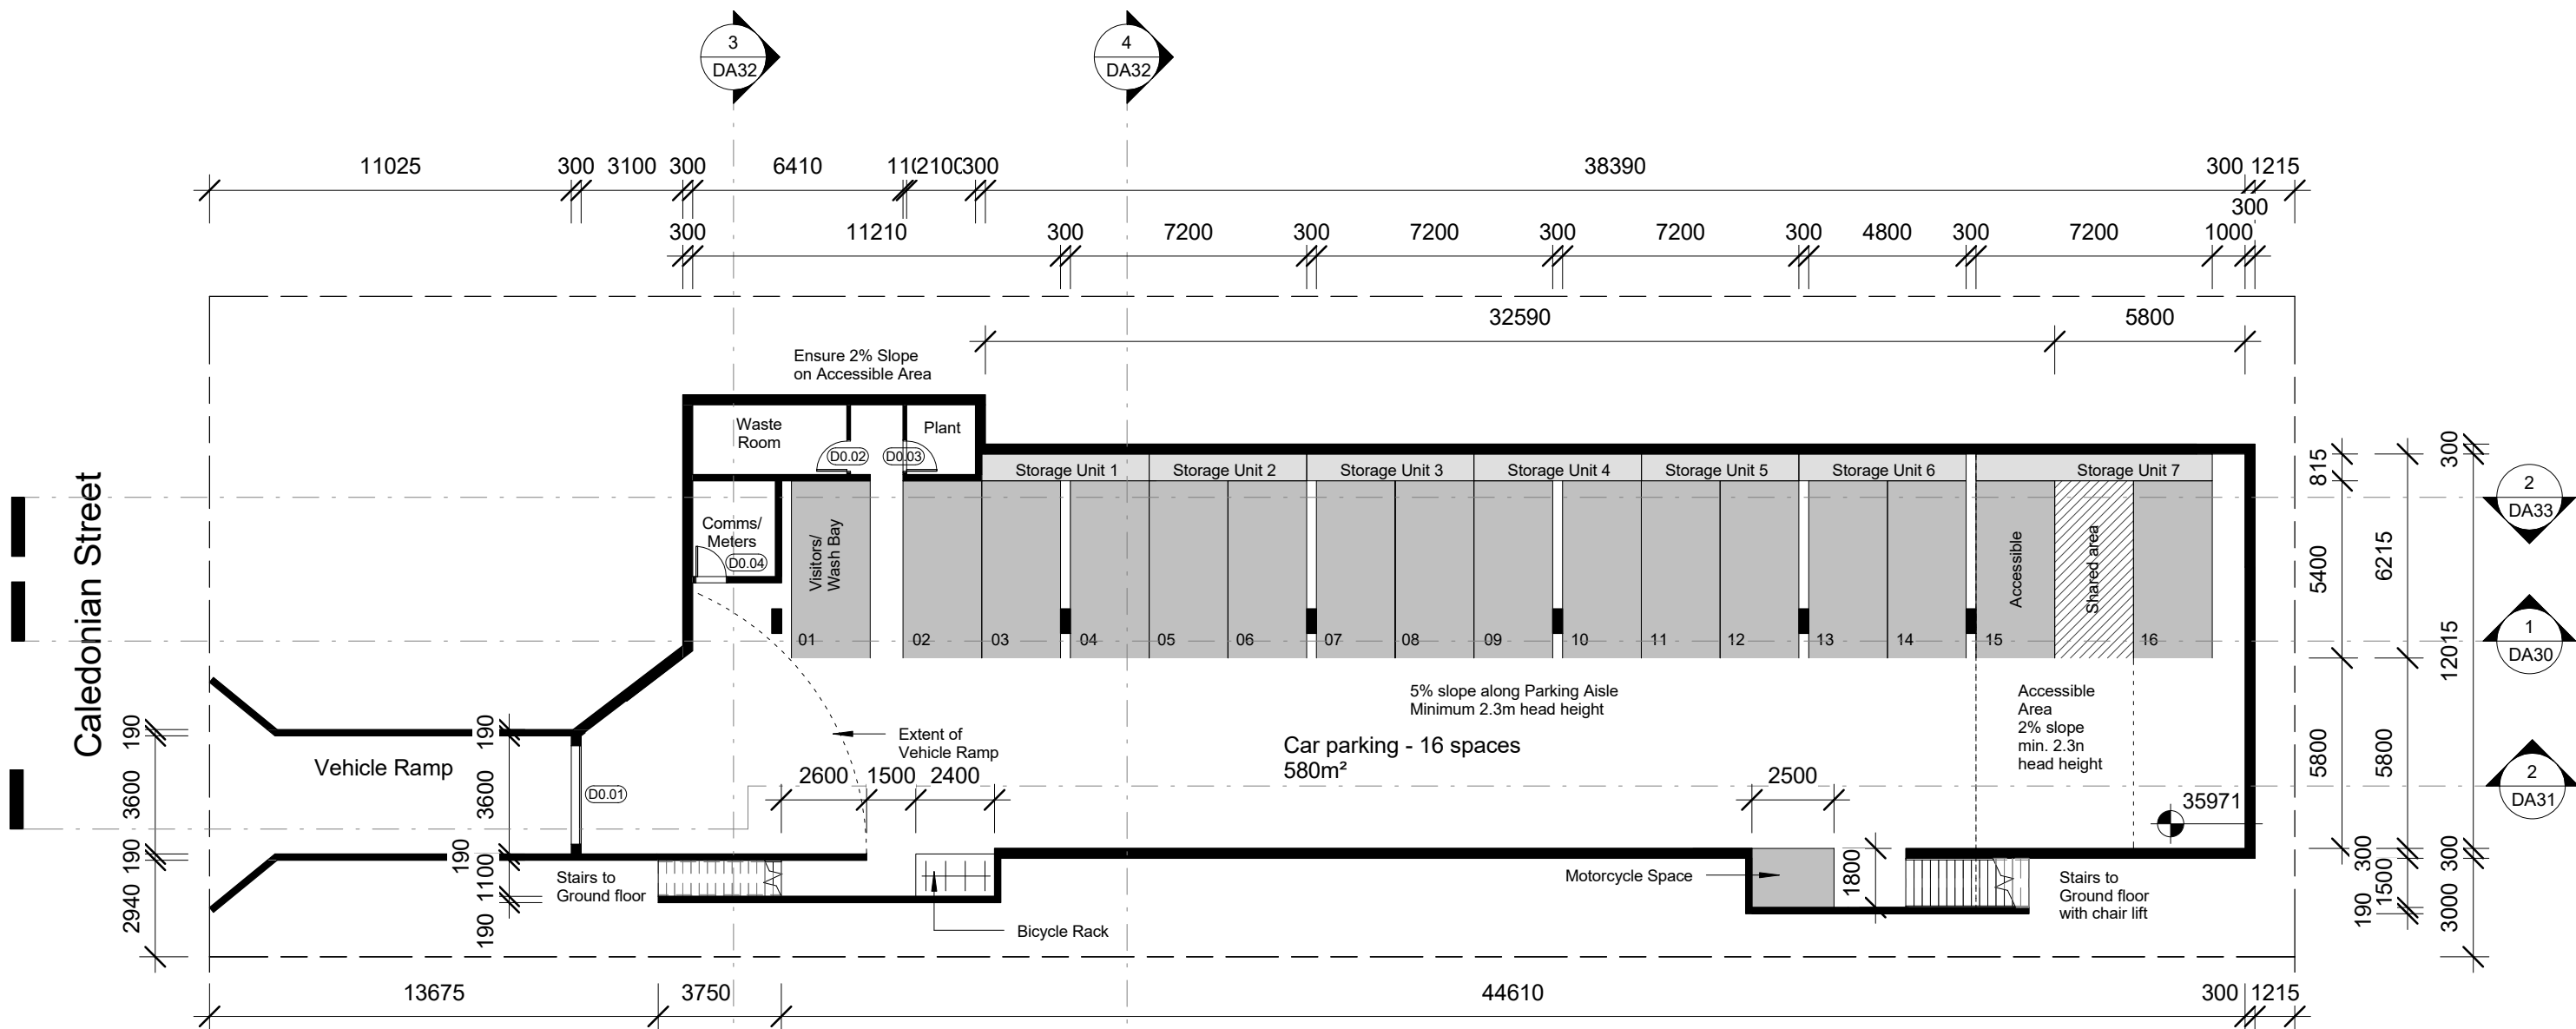 3
DA32
4
DA32
11025
300
3100
300
6410
110
2100
300
38390
300
1215
300
300
11210
300
7200
300
7200
300
7200
300
4800
300
7200
1000
32590
5800
Ensure 2% Slope
on Accessible Area
Waste
Room
D0.02
D0.03
Plant
Storage Unit 1
Storage Unit 2
Storage Unit 3
Storage Unit 4
Storage Unit 5
Storage Unit 6
Storage Unit 7
Comms/
Meters
D0.04
Visitors/
Wash Bay
Accessible
Shared area
01
02
03
04
05
06
07
08
09
10
11
12
13
14
15
16
Caledonian Street
815
5400
5800
6215
5800
300
12015
300
3000
300
1500
190
2
DA33
1
DA30
2
DA31
5% slope along Parking Aisle
Minimum 2.3m head height
Accessible
Area
2% slope
min. 2.3n
head height
Extent of
Vehicle Ramp
Car parking - 16 spaces
580m²
Vehicle Ramp
D0.01
190
3600
190
2940
190
3600
190
1100
190
2600
1500
2400
2500
1800
35971
Stairs to
Ground floor
Bicycle Rack
Motorcycle Space
Stairs to
Ground floor
with chair lift
13675
3750
44610
300
1215